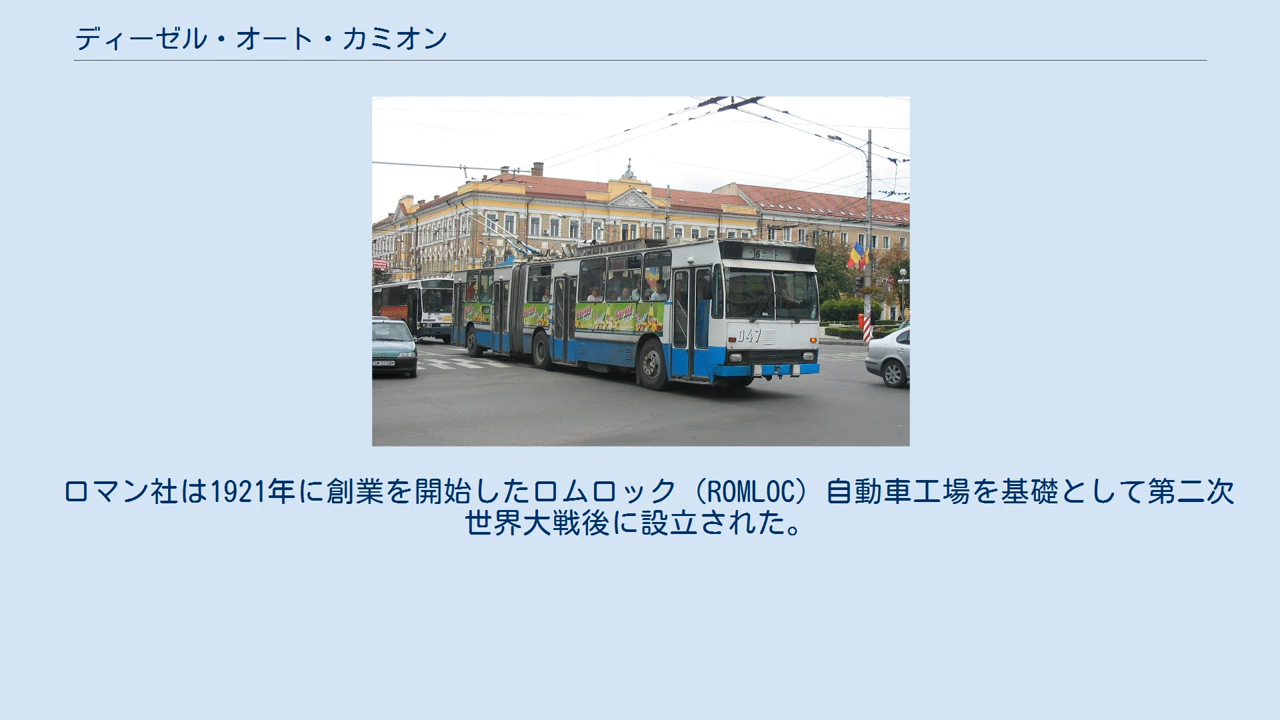 ディーゼル・オート・カミオン
047
ロマン社は1921年に創業を開始したロムロック（ROMLOC）自動車工場を基礎として第二次
世界大戦後に設立された。